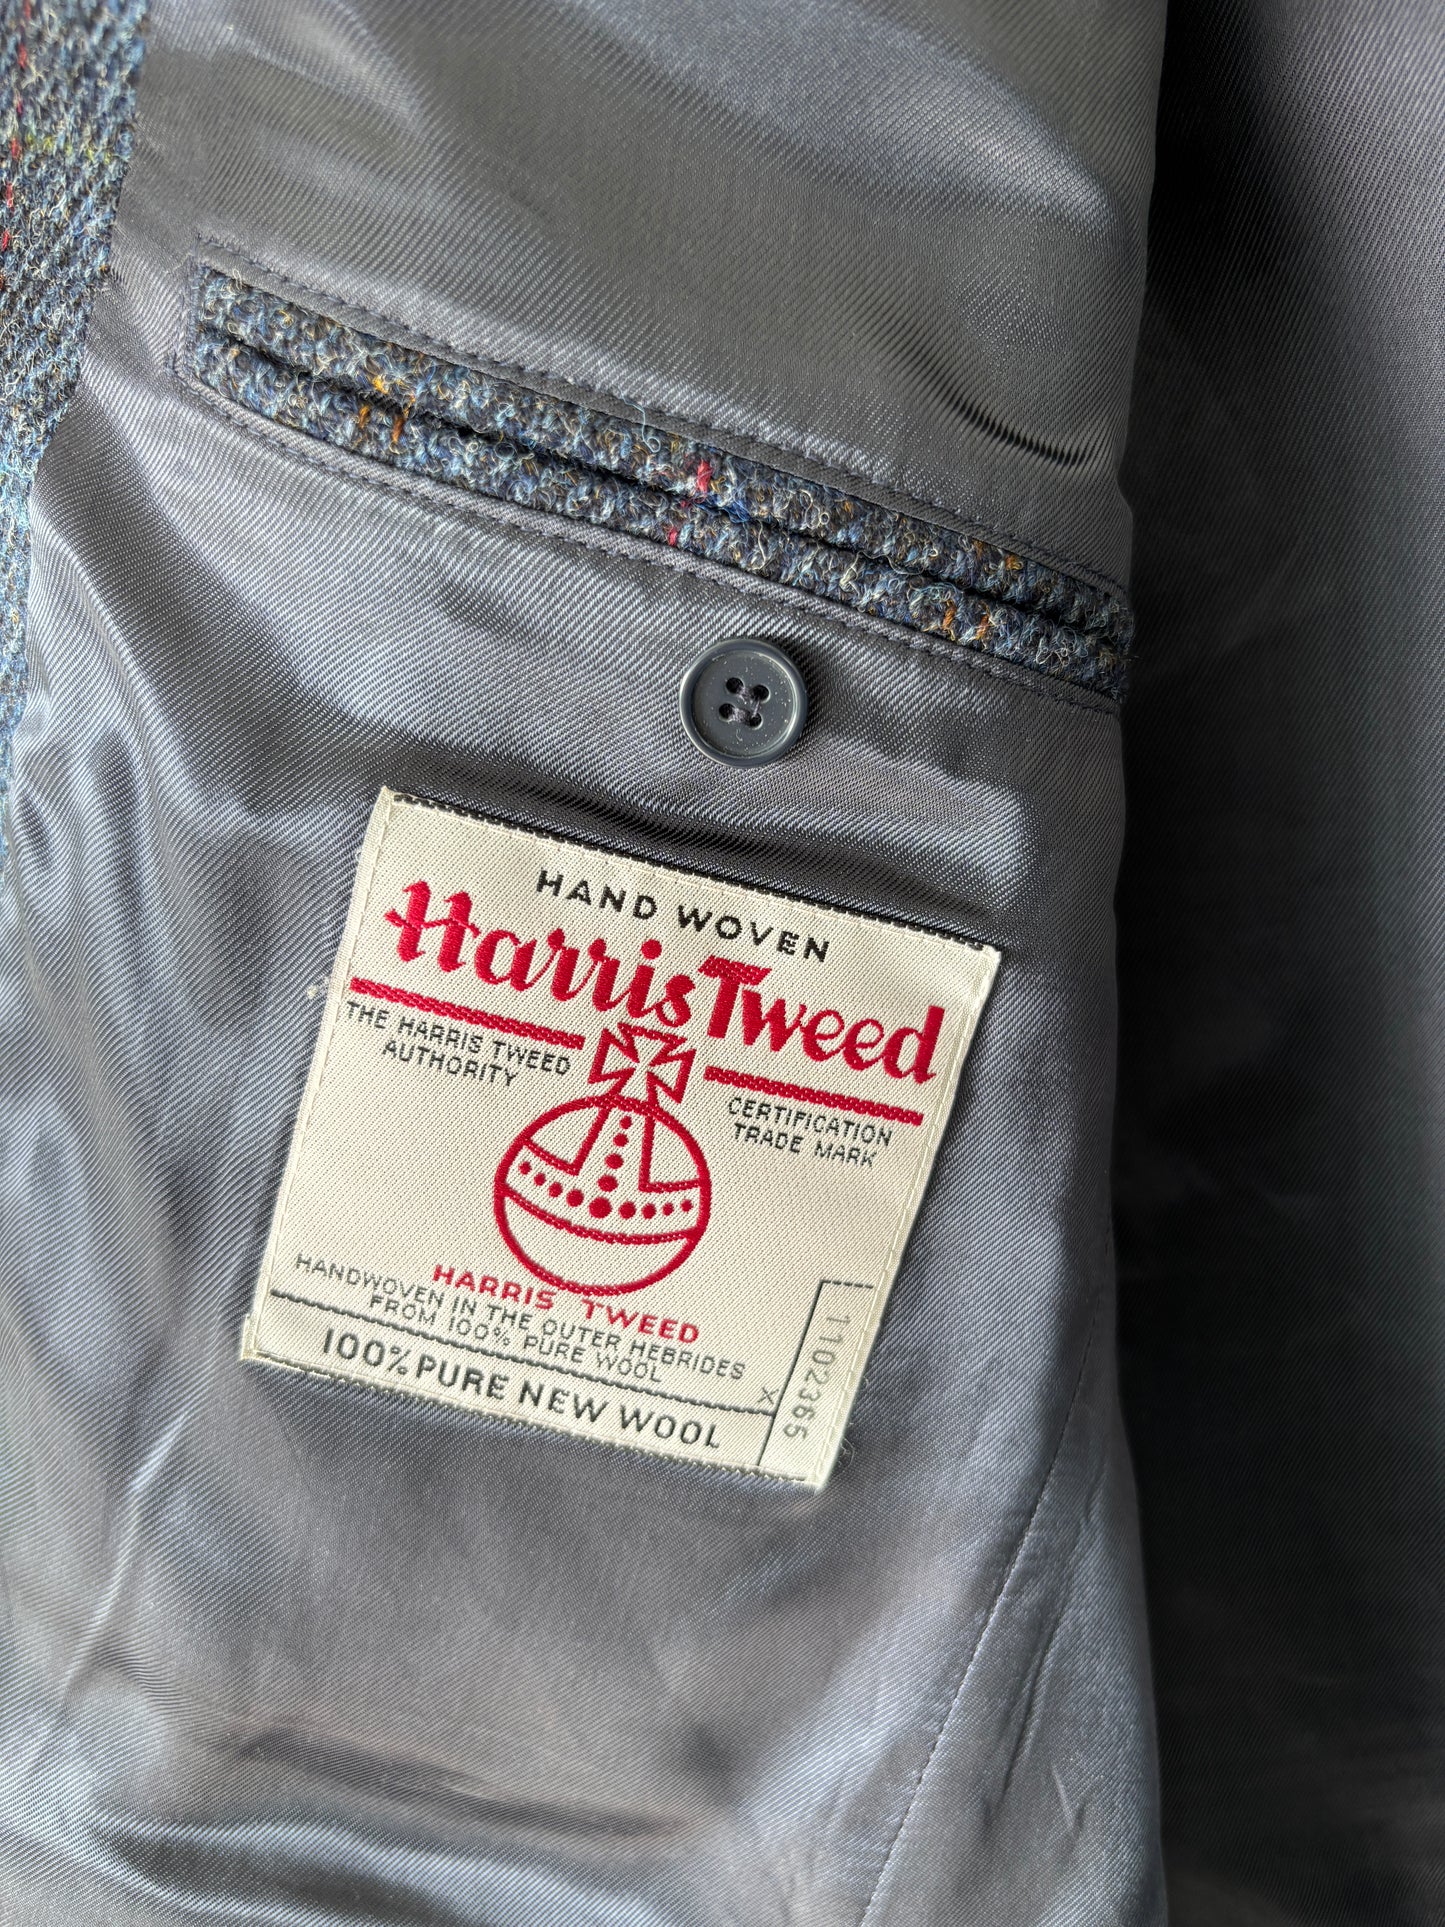 HAND WOVEN
Harris Tweed
THE HARRIS TWEED
AUTHORITY
CERTIFICATION
TRADE MARK
HARRIS TWEED
HANDWOVEN IN THE OUTER HEBRIDES
FROM 100% PURE WOOL
100% PURE NEW WOOL
X
1102365